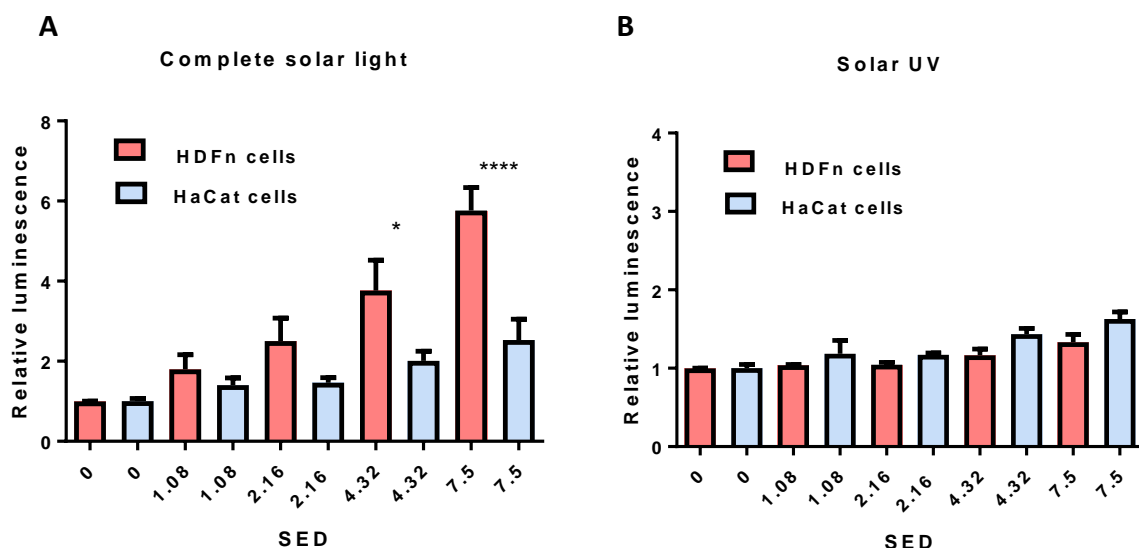 A
Complete solar light
Relative luminescence
8
6
4
2
0
HDFn cells
HaCat cells
*
****
0 0 1.08 1.08 2.16 2.16 4.32 4.32 7.5 7.5
SED
B
Solar UV
Relative luminescence
4
3
2
1
0
HDFn cells
HaCat cells
0 0 1.08 1.08 2.16 2.16 4.32 4.32 7.5 7.5
SED